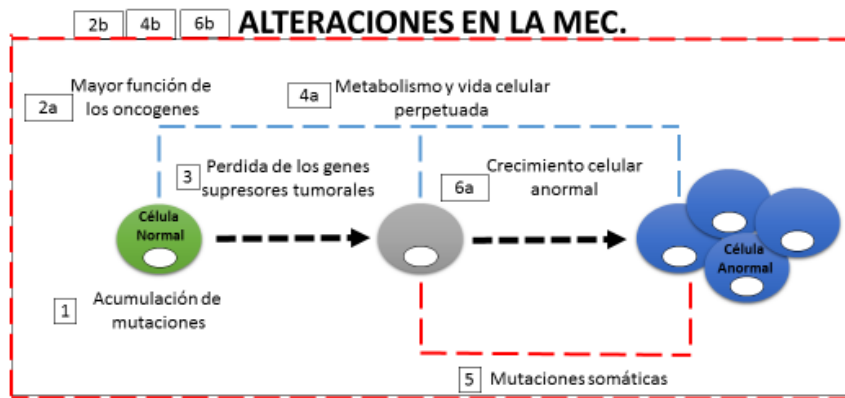 2b 4b 6b ALTERACIONES EN LA MEC.
2a Mayor función de
los oncogenes
4a Metabolismo y vida celular
perpetuada
3 Perdida de los genes
supresores tumorales
6a Crecimiento celular
anormal
Célula
Normal
Célula
Anormal
1 Acumulación de
mutaciones
5 Mutaciones somáticas